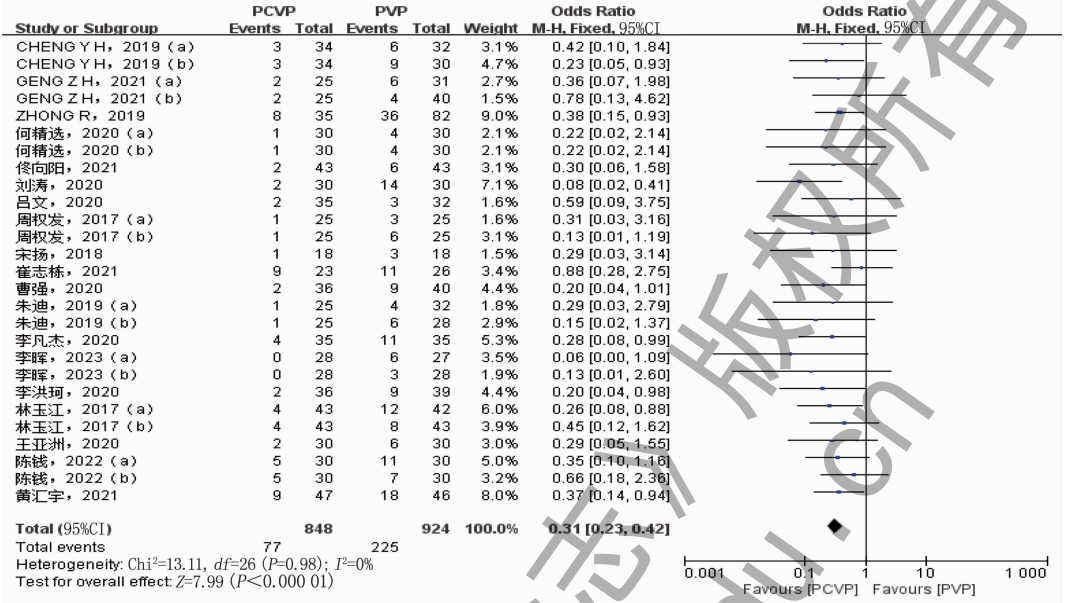 PCVP PVP Odds Ratio Odds Ratio
Study or Subgroup Events Total Events Total Weight M-H, Fixed, 95%CI M-H, Fixed, 95%CI
CHENG Y H, 2019 (a) 3 34 6 32 3.1% 0.42 [0.10, 1.84]
CHENG Y H, 2019 (b) 3 34 9 30 4.7% 0.23 [0.05, 0.93]
GENG Z H, 2021 (a) 2 25 6 31 2.7% 0.36 [0.07, 1.98]
GENG Z H, 2021 (b) 2 25 4 40 1.5% 0.78 [0.13, 4.62]
ZHONG R, 2019 8 35 36 82 9.0% 0.38 [0.15, 0.93]
何精选, 2020 (a) 1 30 4 30 2.1% 0.22 [0.02, 2.14]
何精选, 2020 (b) 1 30 4 30 2.1% 0.22 [0.02, 2.14]
佟向阳, 2021 2 43 6 43 3.1% 0.30 [0.06, 1.58]
刘涛, 2020 2 30 14 30 7.1% 0.08 [0.02, 0.41]
吕文, 2020 2 35 3 32 1.6% 0.59 [0.09, 3.75]
周权发, 2017 (a) 1 25 3 25 1.6% 0.31 [0.03, 3.16]
周权发, 2017 (b) 1 25 6 25 3.1% 0.13 [0.01, 1.19]
宋扬, 2018 1 18 3 18 1.5% 0.29 [0.03, 3.14]
崔志栋, 2021 9 23 11 26 3.4% 0.88 [0.28, 2.75]
曹强, 2020 2 36 9 40 4.4% 0.20 [0.04, 1.01]
朱迪, 2019 (a) 1 25 4 32 1.8% 0.29 [0.03, 2.79]
朱迪, 2019 (b) 1 25 6 28 2.9% 0.15 [0.02, 1.37]
李凡杰, 2020 4 35 11 35 5.3% 0.28 [0.08, 0.99]
李晖, 2023 (a) 0 28 6 27 3.5% 0.06 [0.00, 1.09]
李晖, 2023 (b) 0 28 3 28 1.8% 0.13 [0.01, 2.60]
李洪珂, 2020 2 36 9 39 4.4% 0.20 [0.04, 0.98]
林玉江, 2017 (a) 4 43 12 42 6.0% 0.26 [0.08, 0.88]
林玉江, 2017 (b) 4 43 8 43 3.9% 0.45 [0.12, 1.62]
王亚洲, 2020 2 30 6 30 3.0% 0.29 [0.05, 1.55]
陈钱, 2022 (a) 5 30 11 30 5.0% 0.35 [0.10, 1.16]
陈钱, 2022 (b) 5 30 7 30 3.2% 0.66 [0.18, 2.36]
黄汇宇, 2021 9 47 18 46 8.0% 0.37 [0.14, 0.94]
Total (95%CI) 848 924 100.0% 0.31 [0.23, 0.42]
Total events 77 225
Heterogeneity: Chi²=13.11, df=26 (P=0.98); I²=0%
Test for overall effect: Z=7.99 (P<0.000 01)
0.001 0.1 1 10 1 000
Favours [PCVP] Favours [PVP]
志》版权所有
du.cn